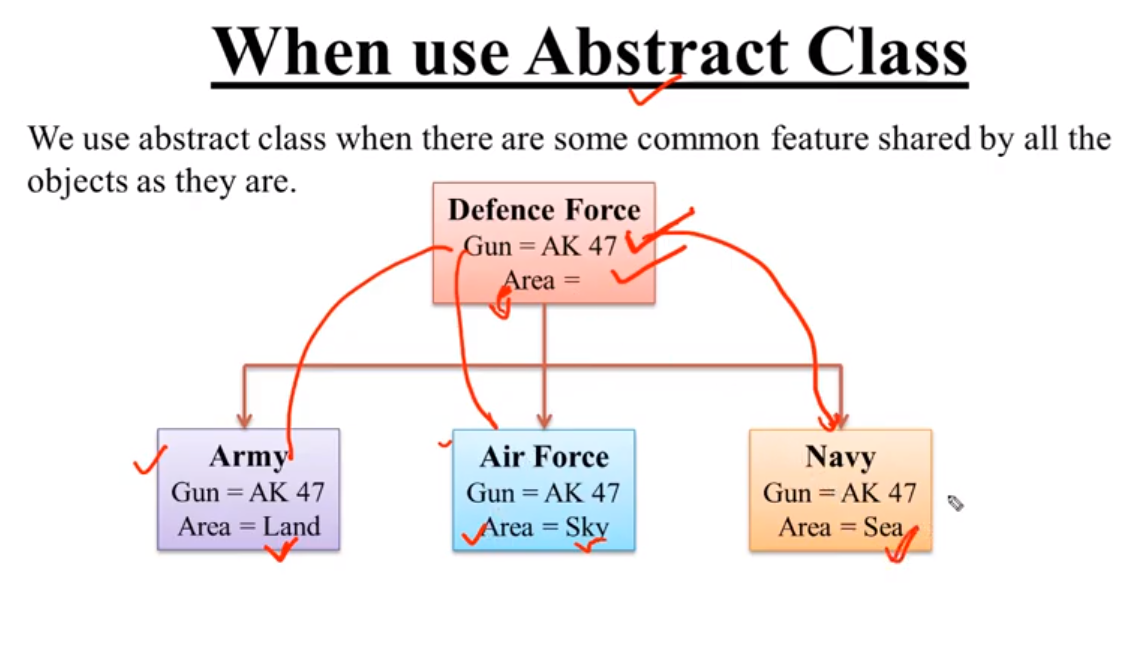 When use Abstract Class
We use abstract class when there are some common feature shared by all the
objects as they are.
Defence Force
Gun = AK 47
Area =
Army
Gun = AK 47
Area = Land
Air Force
Gun = AK 47
Area = Sky
Navy
Gun = AK 47
Area = Sea